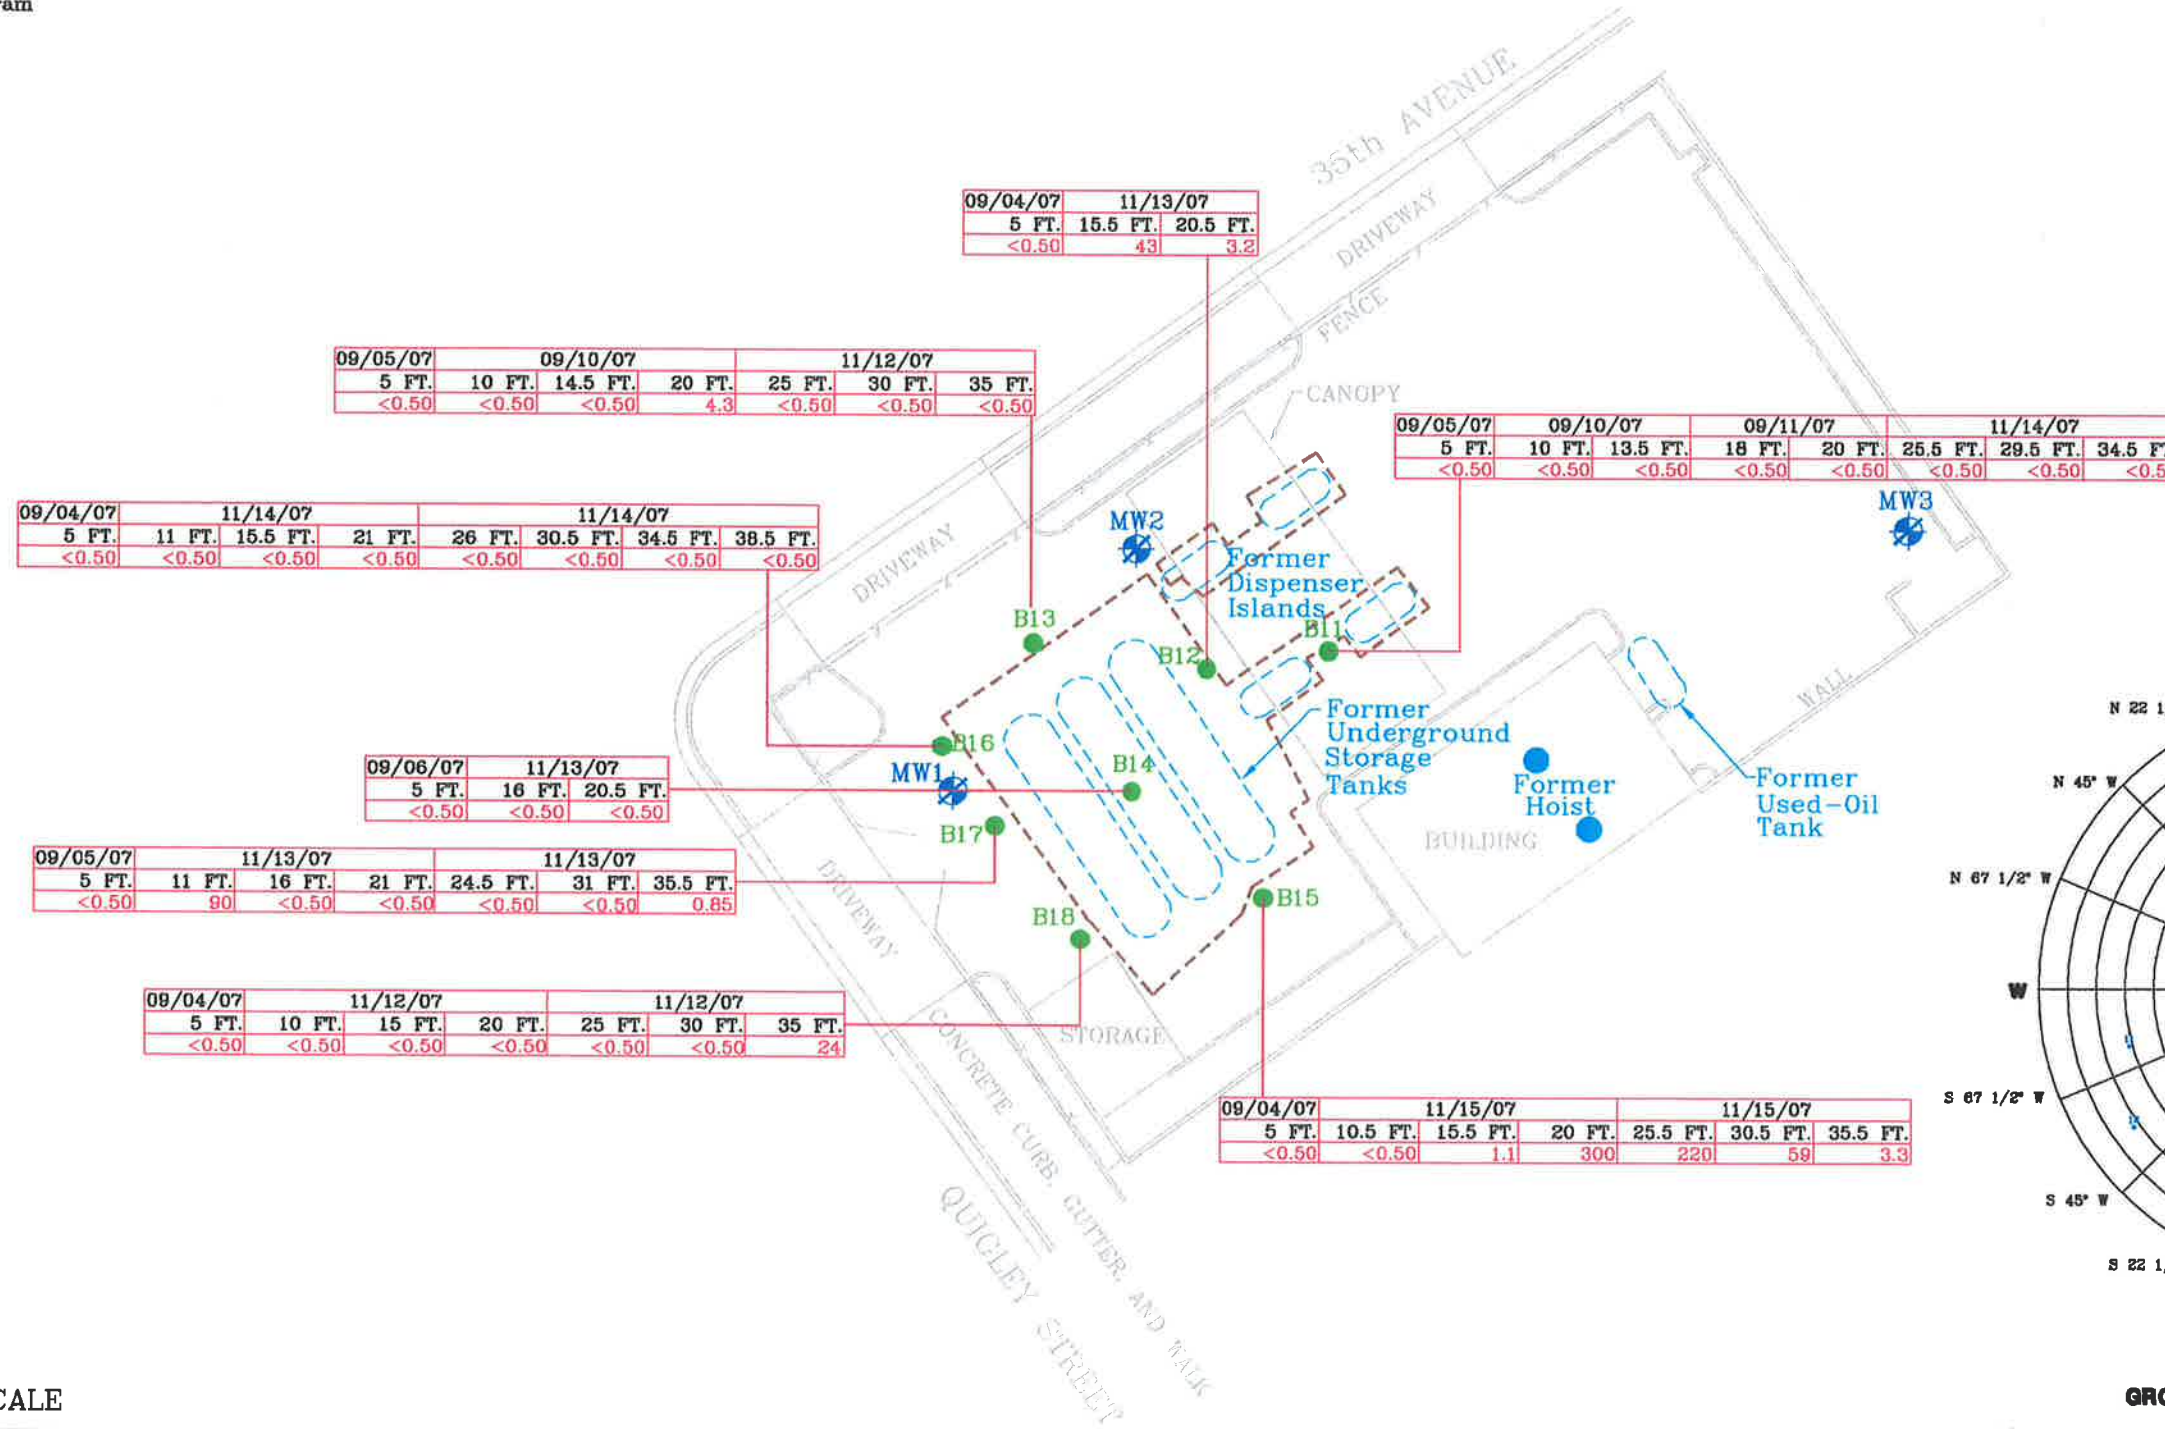 35th AVENUE
09/04/07 11/13/07
5 FT. 15.5 FT. 20.5 FT.
<0.50 43 3.2
DRIVEWAY
FENCE
09/05/07 09/10/07 11/12/07
5 FT. 10 FT. 14.5 FT. 20 FT. 25 FT. 30 FT. 35 FT.
<0.50 <0.50 <0.50 4.3 <0.50 <0.50 <0.50
CANOPY
09/05/07 09/10/07 09/11/07 11/14/07
5 FT. 10 FT. 13.5 FT. 18 FT. 20 FT. 25.5 FT. 29.5 FT. 34.5 FT
<0.50 <0.50 <0.50 <0.50 <0.50 <0.50 <0.50 <0.5
MW3
09/04/07 11/14/07 11/14/07
5 FT. 11 FT. 15.5 FT. 21 FT. 26 FT. 30.5 FT. 34.5 FT. 38.5 FT.
<0.50 <0.50 <0.50 <0.50 <0.50 <0.50 <0.50 <0.50
MW2
DRIVEWAY
Former
Dispenser
Islands
B13
B11
B12
WALL
Former
Underground
Storage
Tanks
B16
B14
MW1
09/06/07 11/13/07
5 FT. 16 FT. 20.5 FT.
<0.50 <0.50 <0.50
Former
Hoist
Former
Used-Oil
Tank
BUILDING
B17
09/05/07 11/13/07 11/13/07
5 FT. 11 FT. 16 FT. 21 FT. 24.5 FT. 31 FT. 35.5 FT.
<0.50 90 <0.50 <0.50 <0.50 <0.50 0.85
DRIVEWAY
B15
B18
09/04/07 11/12/07 11/12/07
5 FT. 10 FT. 15 FT. 20 FT. 25 FT. 30 FT. 35 FT.
<0.50 <0.50 <0.50 <0.50 <0.50 <0.50 24
STORAGE
CONCRETE CURB, GUTTER, AND WALK
09/04/07 11/15/07 11/15/07
5 FT. 10.5 FT. 15.5 FT. 20 FT. 25.5 FT. 30.5 FT. 35.5 FT.
<0.50 <0.50 1.1 300 220 59 3.3
QUIGLEY STREET
N 22 1
N 45° W
N 67 1/2° W
W
S 67 1/2° W
S 45° W
S 22 1
CALE